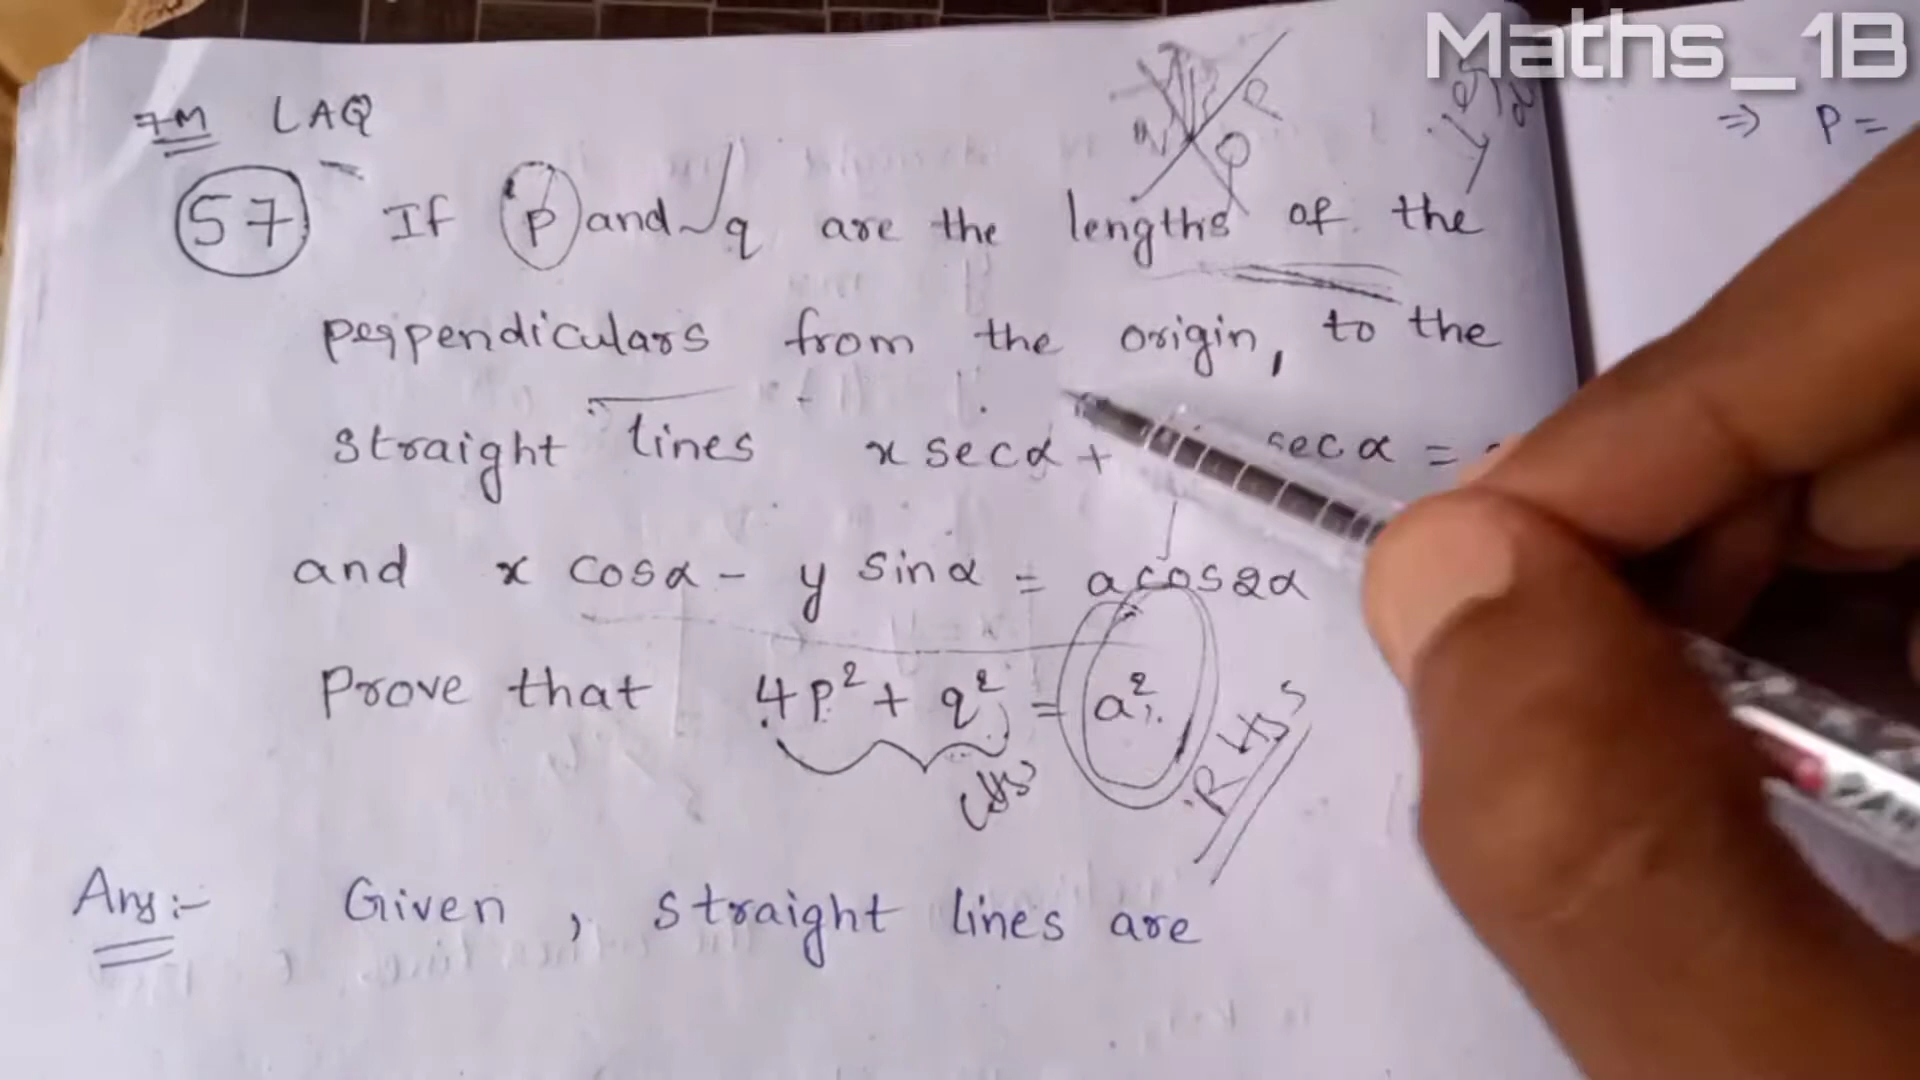 Maths_1B
7M LAQ
⇒ P=
57 If p and q are the lengths of the
perpendiculars from the origin, to the
straight lines x secα + secα =
and x cosα - y sinα = a cos2α
Prove that 4P² + q² = a²
LHS
RHS
Ans:- Given, straight lines are